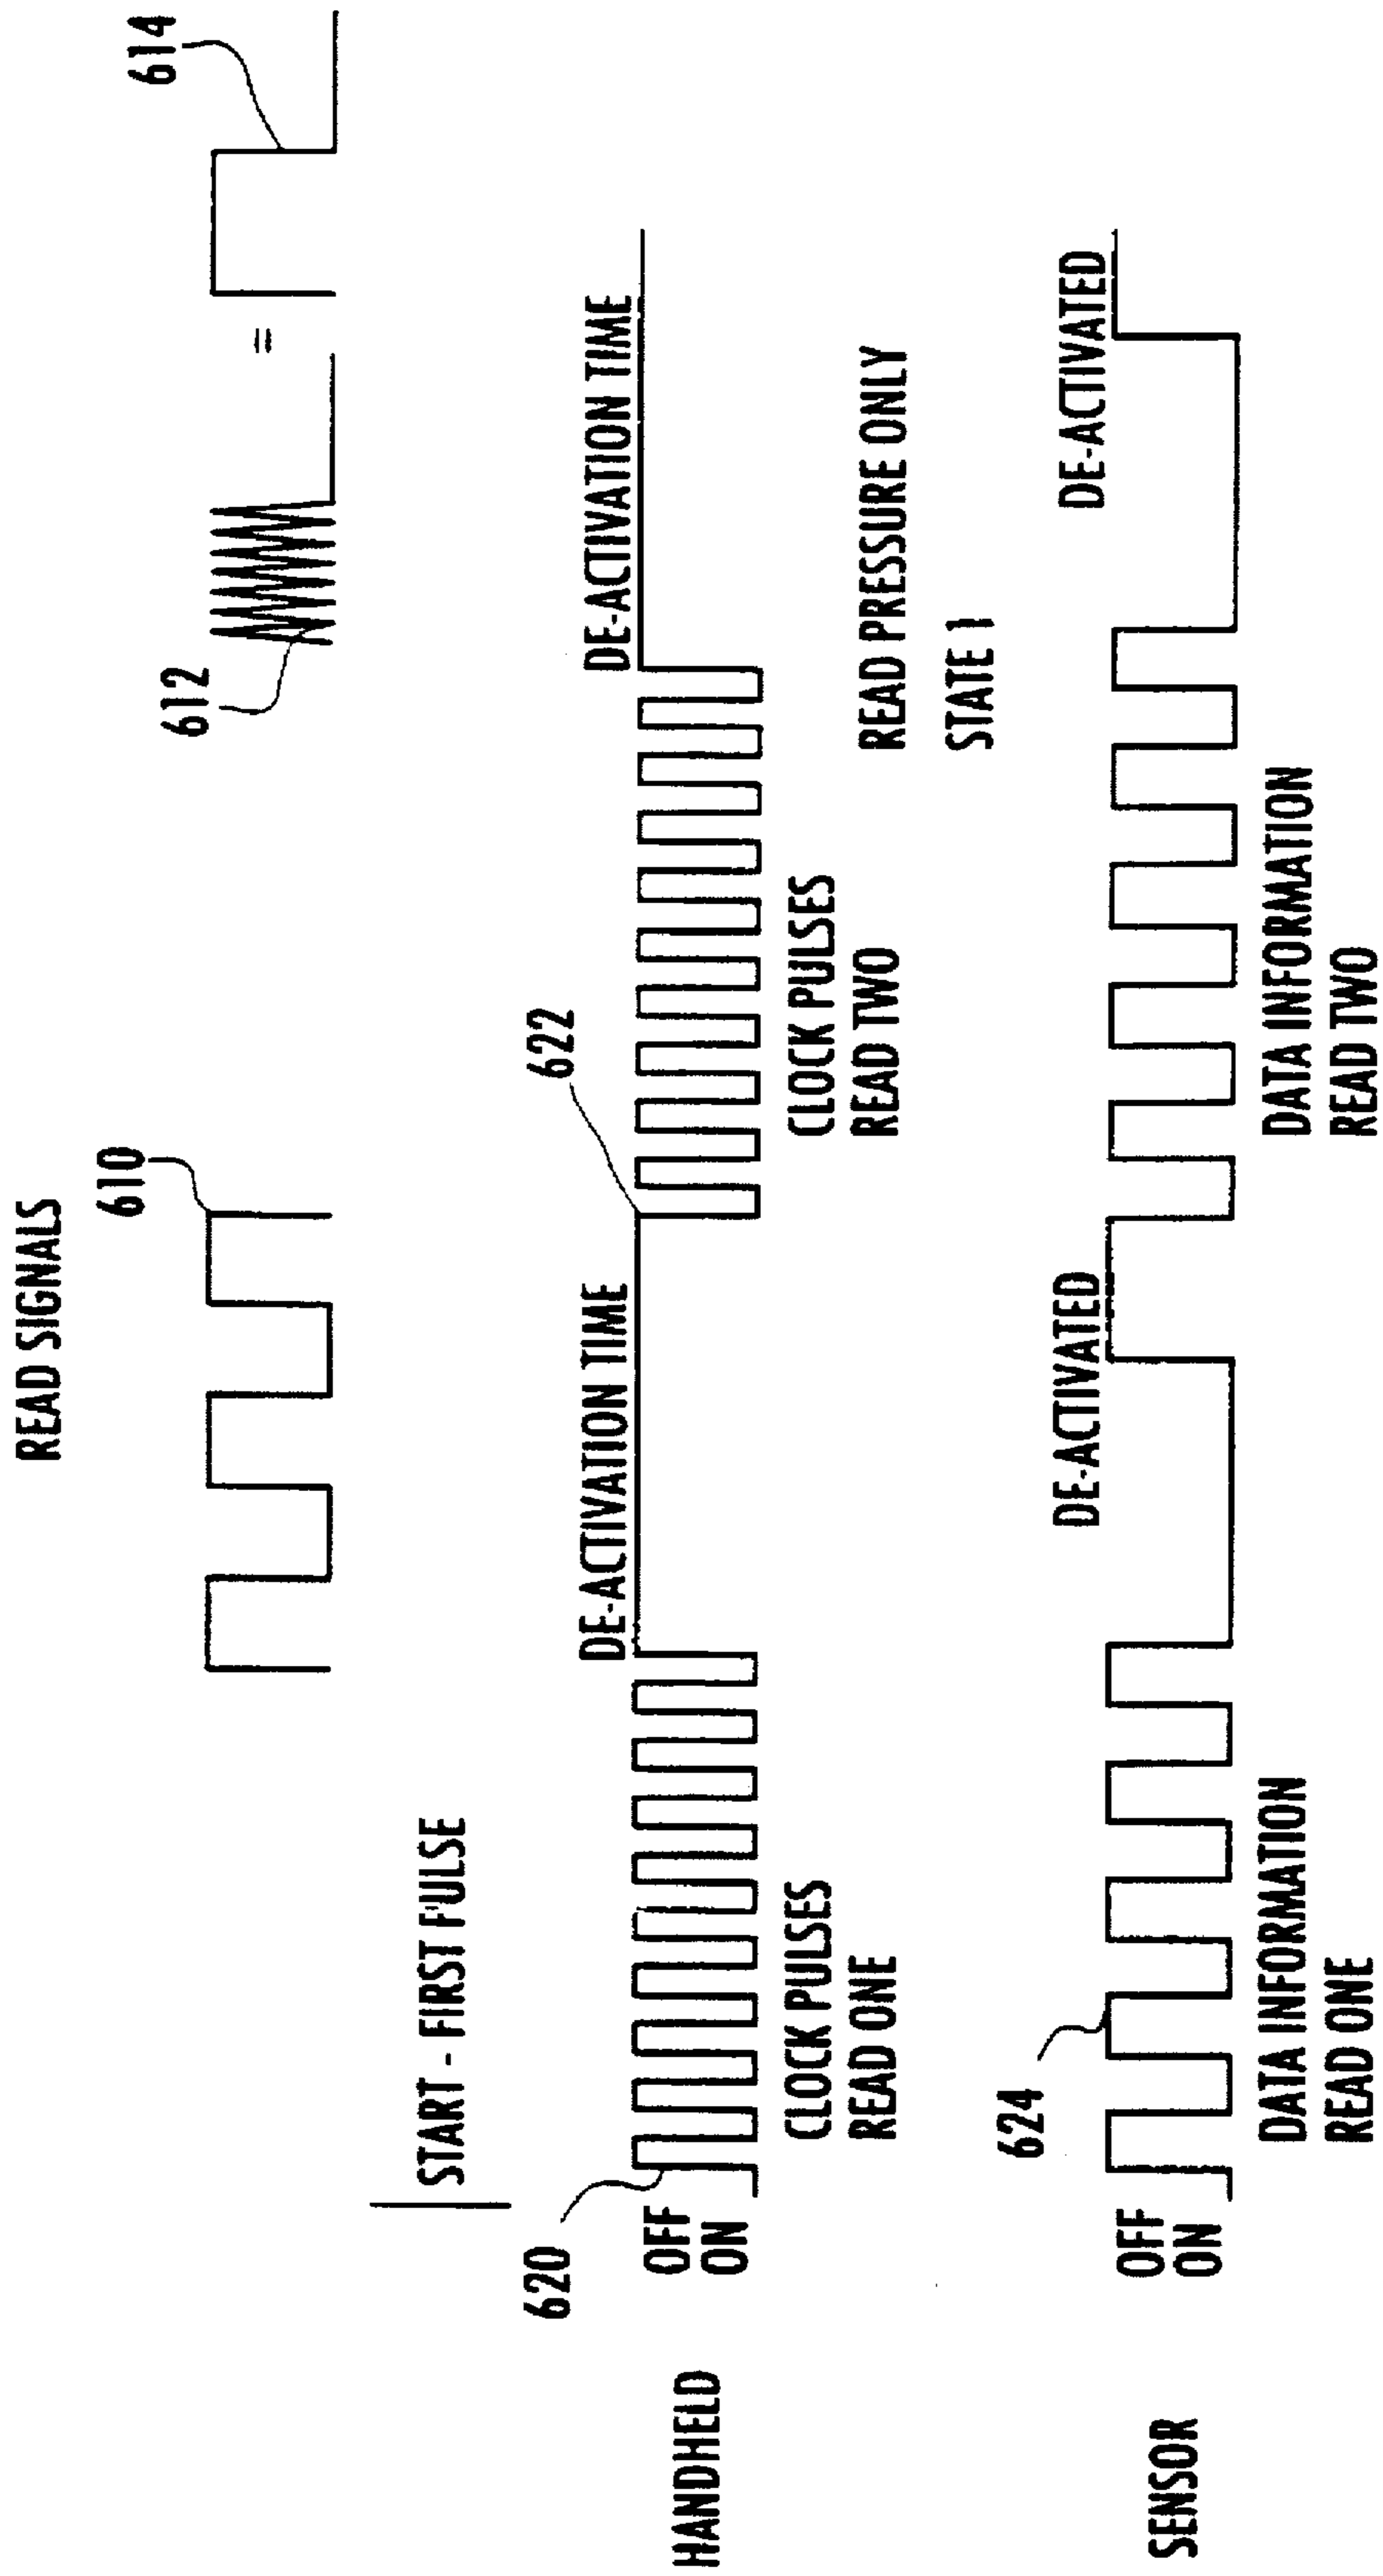 READ SIGNALS
610
612
=
614
START - FIRST PULSE
HANDHELD
620
OFF
ON
DE-ACTIVATION TIME
622
DE-ACTIVATION TIME
CLOCK PULSES
READ ONE
CLOCK PULSES
READ TWO
READ PRESSURE ONLY
STATE 1
SENSOR
624
OFF
ON
DE-ACTIVATED
DE-ACTIVATED
DATA INFORMATION
READ ONE
DATA INFORMATION
READ TWO